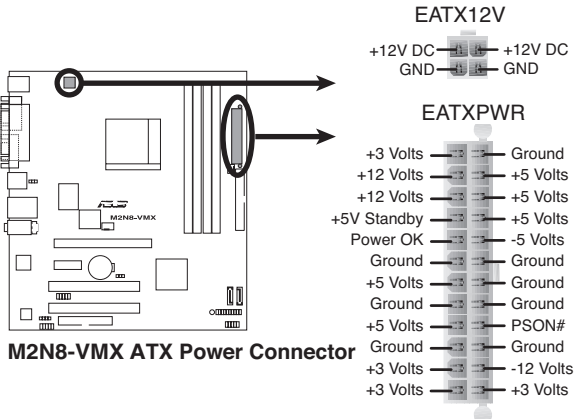 EATX12V
+12V DC +12V DC
GND GND
EATXPWR
+3 Volts Ground
+12 Volts +5 Volts
+12 Volts +5 Volts
+5V Standby +5 Volts
Power OK -5 Volts
Ground Ground
+5 Volts Ground
Ground Ground
+5 Volts PSON#
Ground Ground
+3 Volts -12 Volts
+3 Volts +3 Volts
ASUS
M2N8-VMX
M2N8-VMX ATX Power Connector